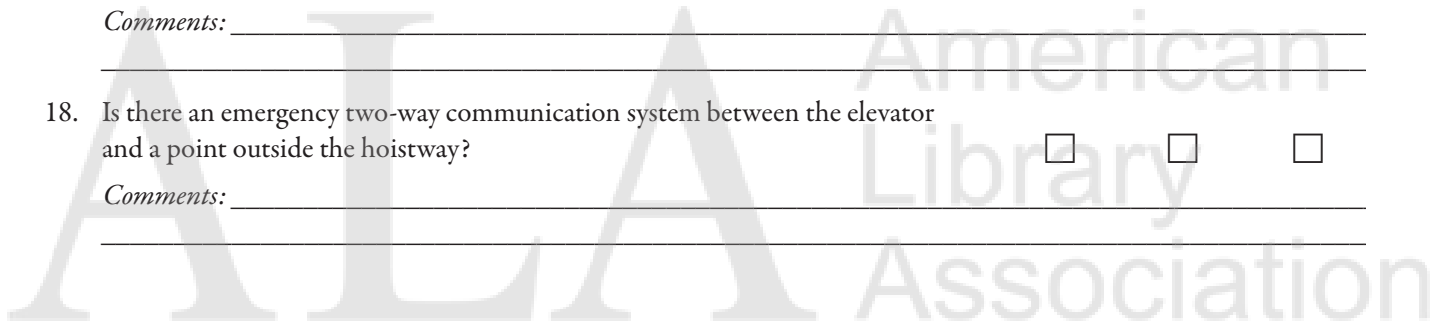 Comments:
18. Is there an emergency two-way communication system between the elevator
and a point outside the hoistway?
Comments:
ALA American
Library
Association